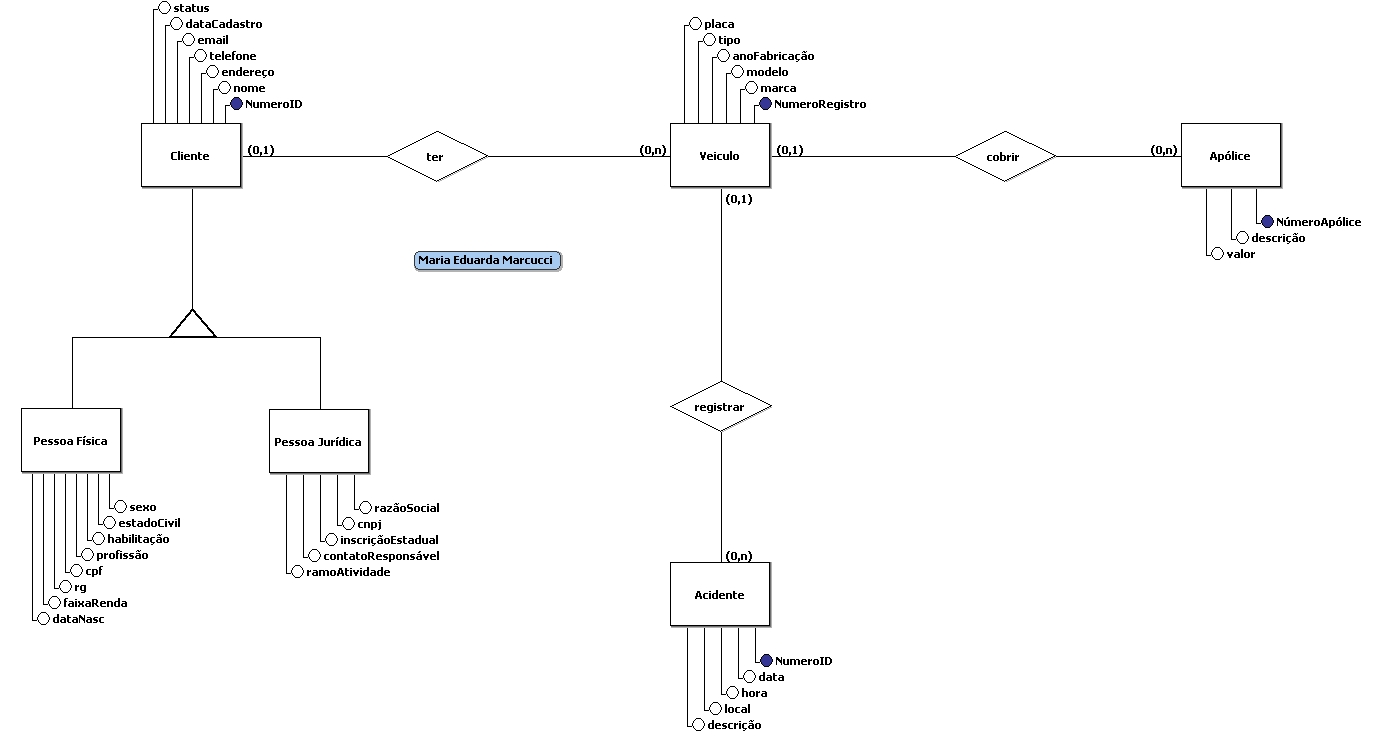 status
dataCadastro
email
telefone
endereço
nome
NumeroID
placa
tipo
anoFabricação
modelo
marca
NumeroRegistro
Cliente
(0,1)
ter
(0,n)
Veiculo
(0,1)
cobrir
(0,n)
Apólice
(0,1)
NúmeroApólice
descrição
valor
Maria Eduarda Marcucci
registrar
Pessoa Física
Pessoa Jurídica
sexo
estadoCivil
habilitação
profissão
cpf
rg
faixaRenda
dataNasc
razãoSocial
cnpj
inscriçãoEstadual
contatoResponsável
ramoAtividade
(0,n)
Acidente
NumeroID
data
hora
local
descrição